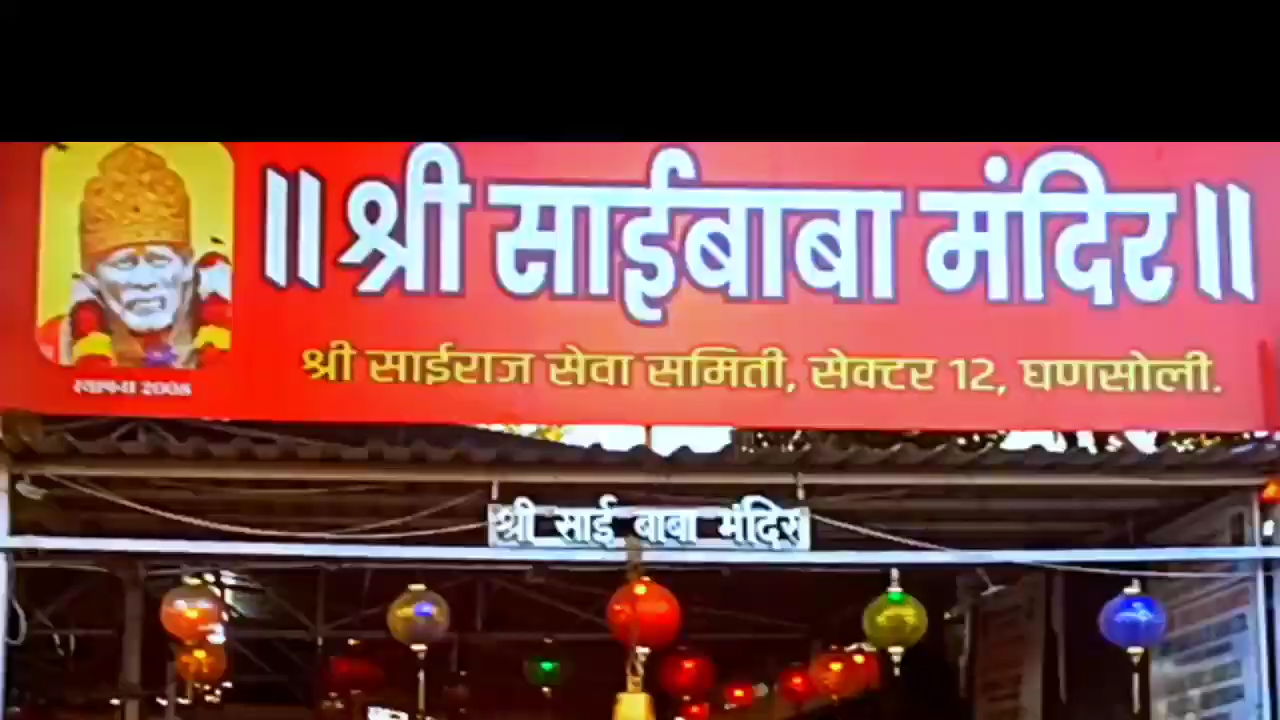 ॥ श्री साईबाबा मंदिर ॥
श्री साईराज सेवा समिती, सेक्टर 12, घणसोली.
स्थापना 2008
श्री साई बाबा मंदिर